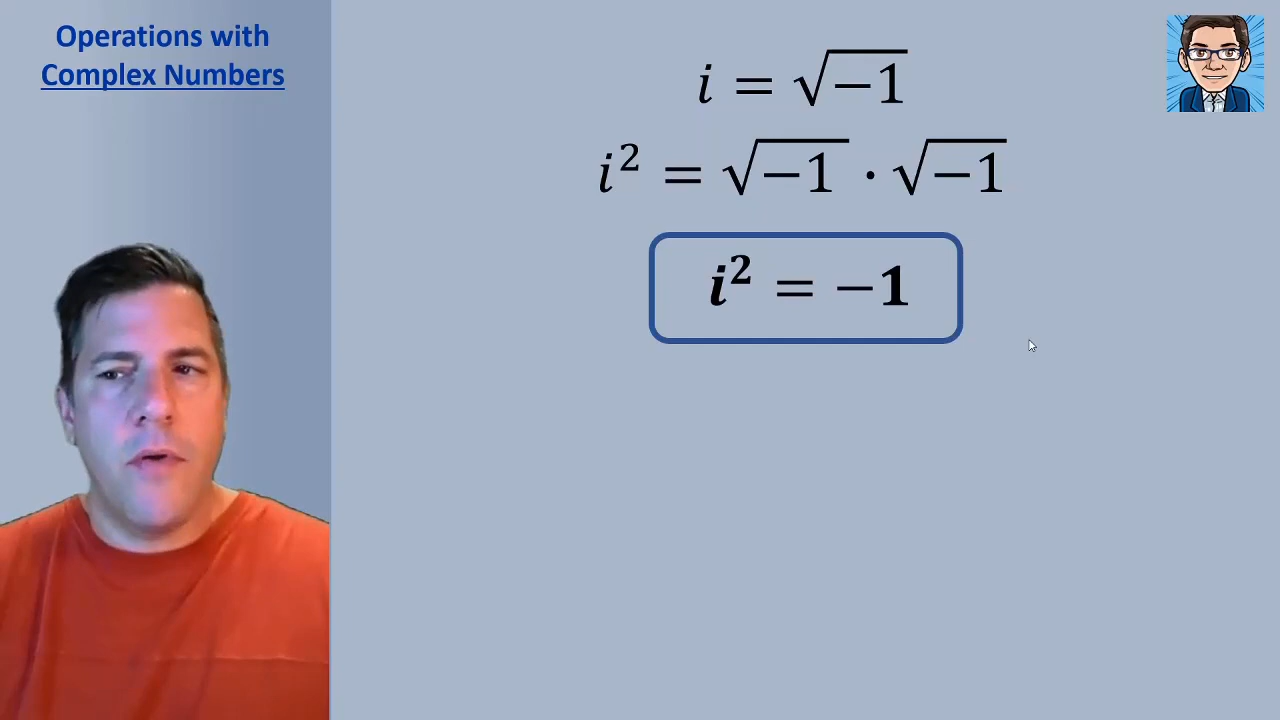 Operations with
Complex Numbers
i = √−1
i² = √−1 · √−1
i² = −1